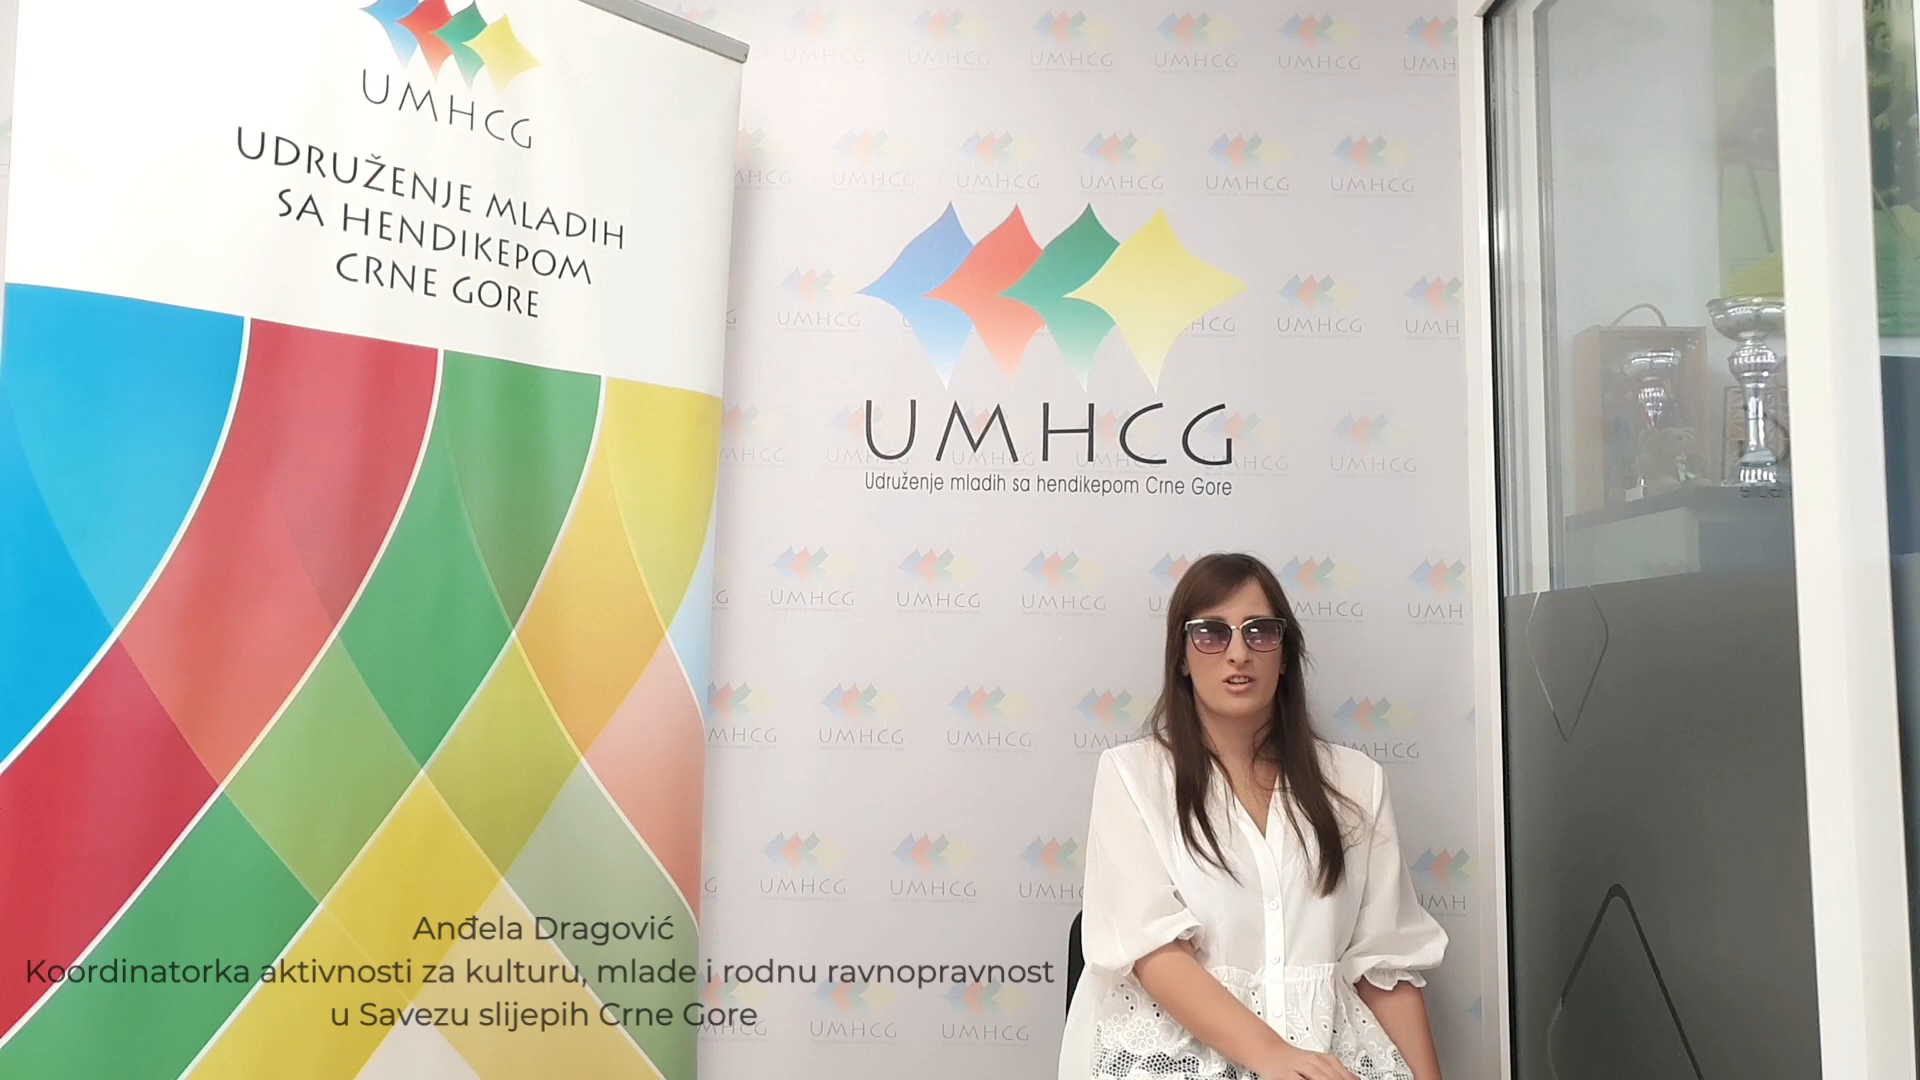 UMHCG
UDRUŽENJE MLADIH
SA HENDIKEPOM
CRNE GORE
UMHCG
Udruženje mladih sa hendikepom Crne Gore
Anđela Dragović
Koordinatorka aktivnosti za kulturu, mlade i rodnu ravnopravnost
u Savezu slijepih Crne Gore